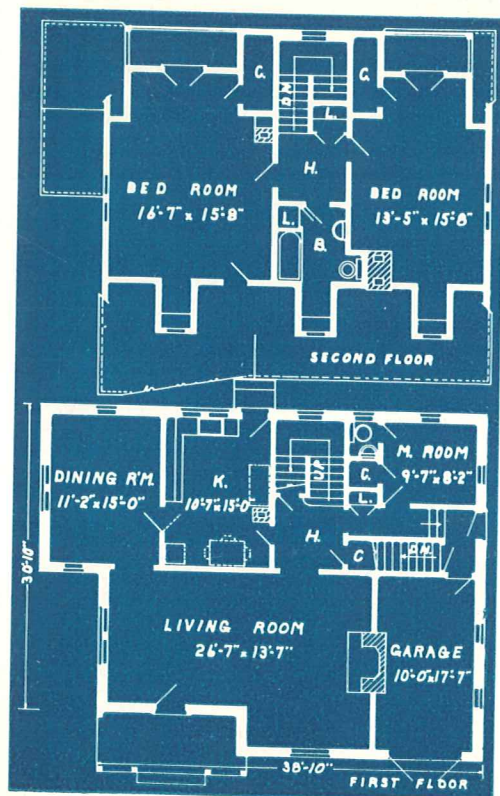 C.
C.
DN
L.
H.
BED ROOM
16'-7" x 15'-8"
BED ROOM
13'-5" x 15'-8"
L.
B.
SECOND FLOOR
DINING R'M.
11'-2" x 15'-0"
K.
10'-7" x 15'-0"
UP
M. ROOM
9'-7" x 8'-2"
C.
L.
H.
C
DN.
30'-10"
LIVING ROOM
26'-7" x 13'-7"
GARAGE
10'-0" x 17'-7"
38'-10"
FIRST FLOOR